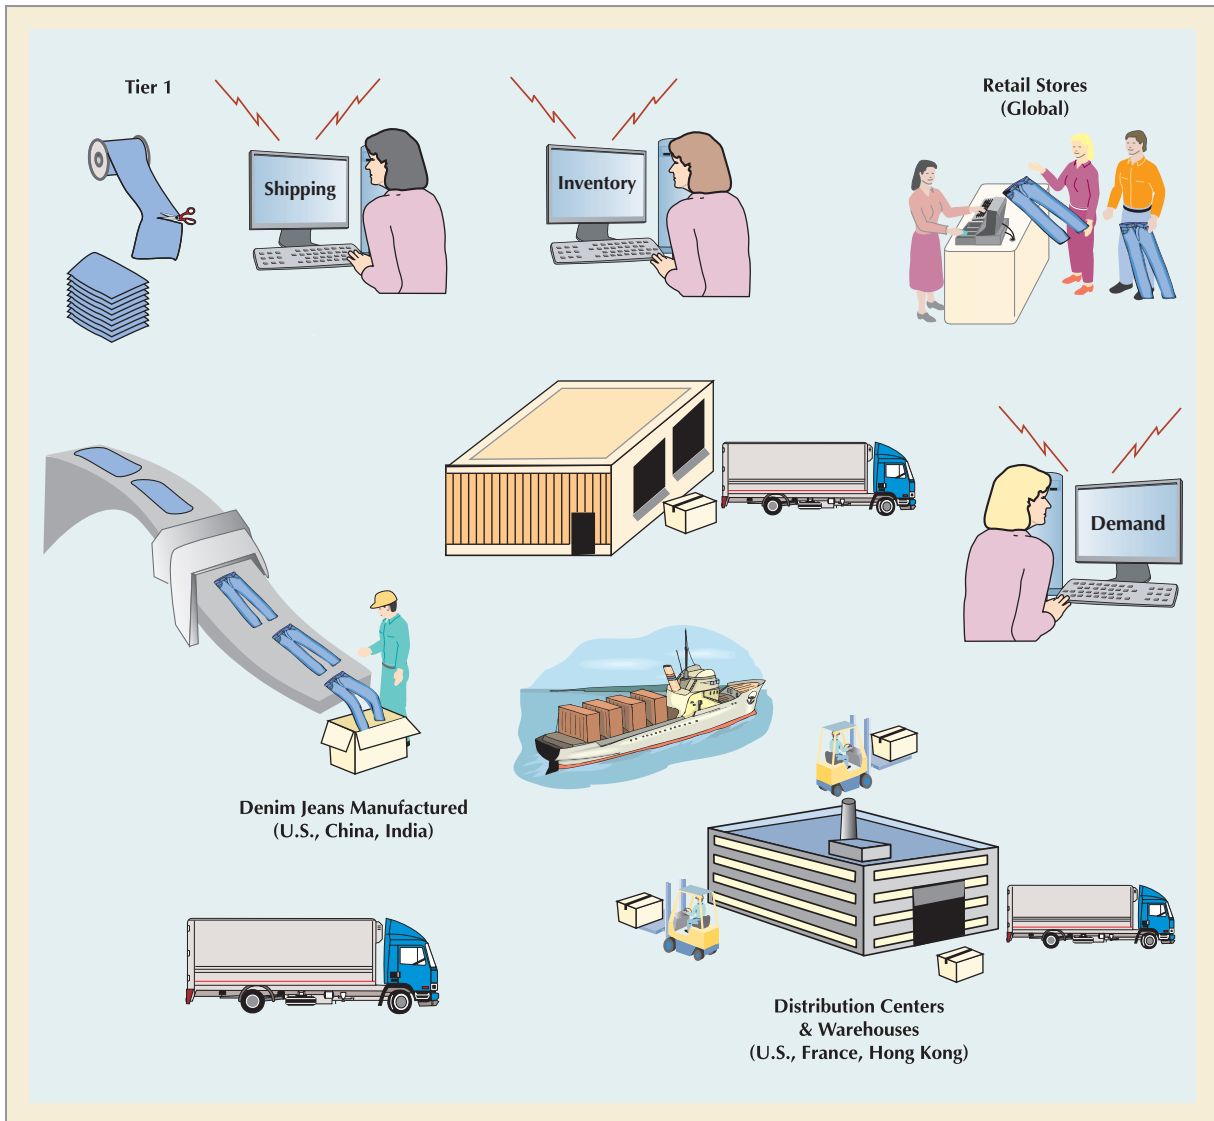 Tier 1
Shipping
Inventory
Retail Stores
(Global)
Demand
Denim Jeans Manufactured
(U.S., China, India)
Distribution Centers
& Warehouses
(U.S., France, Hong Kong)